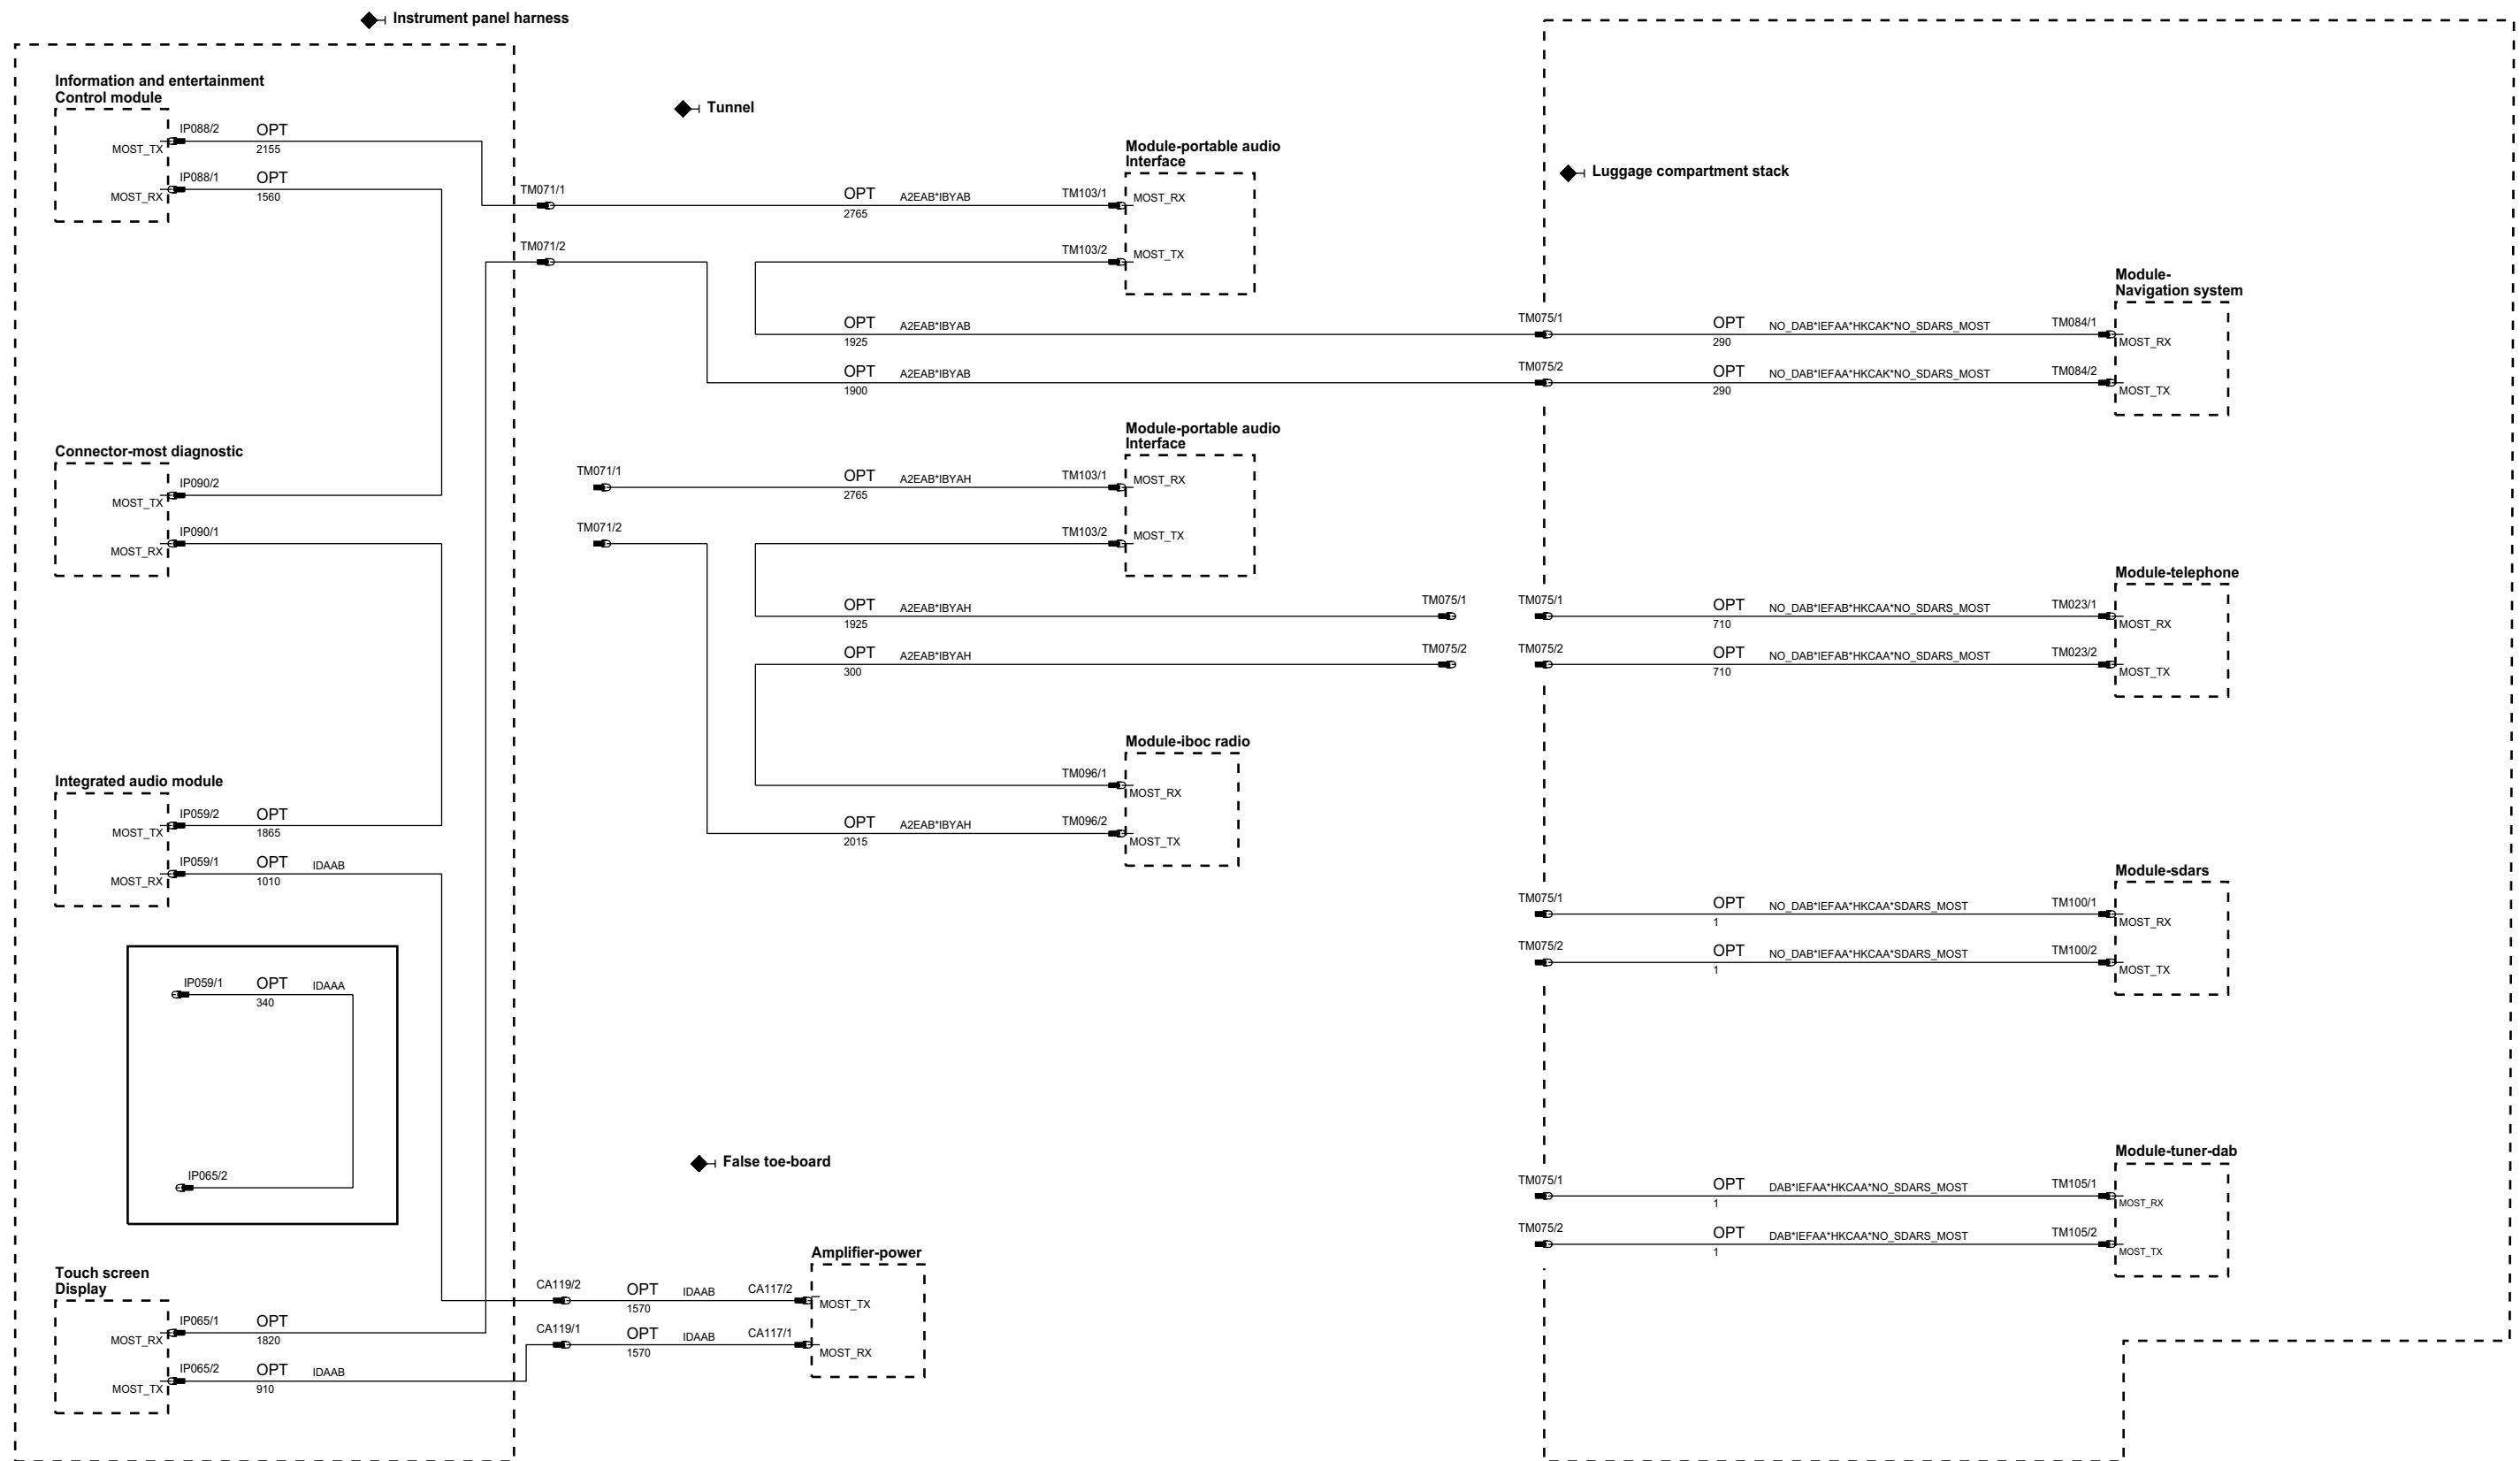 Instrument panel harness
Information and entertainment
Control module
MOST_TX
IP088/2
OPT
2155
MOST_RX
IP088/1
OPT
1560
Connector-most diagnostic
MOST_TX
IP090/2
MOST_RX
IP090/1
Integrated audio module
MOST_TX
IP059/2
OPT
1865
MOST_RX
IP059/1
OPT
IDAAB
1010
IP059/1
OPT
IDAAA
340
IP065/2
Touch screen
Display
MOST_RX
IP065/1
OPT
1820
MOST_TX
IP065/2
OPT
IDAAB
910
Tunnel
TM071/1
OPT
A2EAB*IBYAB
2765
TM103/1
Module-portable audio
Interface
MOST_RX
TM071/2
TM103/2
MOST_TX
OPT
A2EAB*IBYAB
1925
OPT
A2EAB*IBYAB
1900
TM071/1
OPT
A2EAB*IBYAH
2765
TM103/1
Module-portable audio
Interface
MOST_RX
TM071/2
TM103/2
MOST_TX
OPT
A2EAB*IBYAH
1925
TM075/1
OPT
A2EAB*IBYAH
300
TM075/2
Module-iboc radio
TM096/1
MOST_RX
OPT
A2EAB*IBYAH
2015
TM096/2
MOST_TX
False toe-board
Amplifier-power
CA119/2
OPT
IDAAB
1570
CA117/2
MOST_TX
CA119/1
OPT
IDAAB
1570
CA117/1
MOST_RX
Luggage compartment stack
Module-
Navigation system
TM075/1
OPT
NO_DAB*IEFAA*HKCAK*NO_SDARS_MOST
290
TM084/1
MOST_RX
TM075/2
OPT
NO_DAB*IEFAA*HKCAK*NO_SDARS_MOST
290
TM084/2
MOST_TX
Module-telephone
TM075/1
OPT
NO_DAB*IEFAB*HKCAA*NO_SDARS_MOST
710
TM023/1
MOST_RX
TM075/2
OPT
NO_DAB*IEFAB*HKCAA*NO_SDARS_MOST
710
TM023/2
MOST_TX
Module-sdars
TM075/1
OPT
NO_DAB*IEFAA*HKCAA*SDARS_MOST
1
TM100/1
MOST_RX
TM075/2
OPT
NO_DAB*IEFAA*HKCAA*SDARS_MOST
1
TM100/2
MOST_TX
Module-tuner-dab
TM075/1
OPT
DAB*IEFAA*HKCAA*NO_SDARS_MOST
1
TM105/1
MOST_RX
TM075/2
OPT
DAB*IEFAA*HKCAA*NO_SDARS_MOST
1
TM105/2
MOST_TX